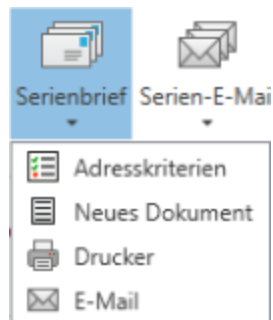 Serienbrief Serien-E-Mai
Adresskriterien
Neues Dokument
Drucker
E-Mail